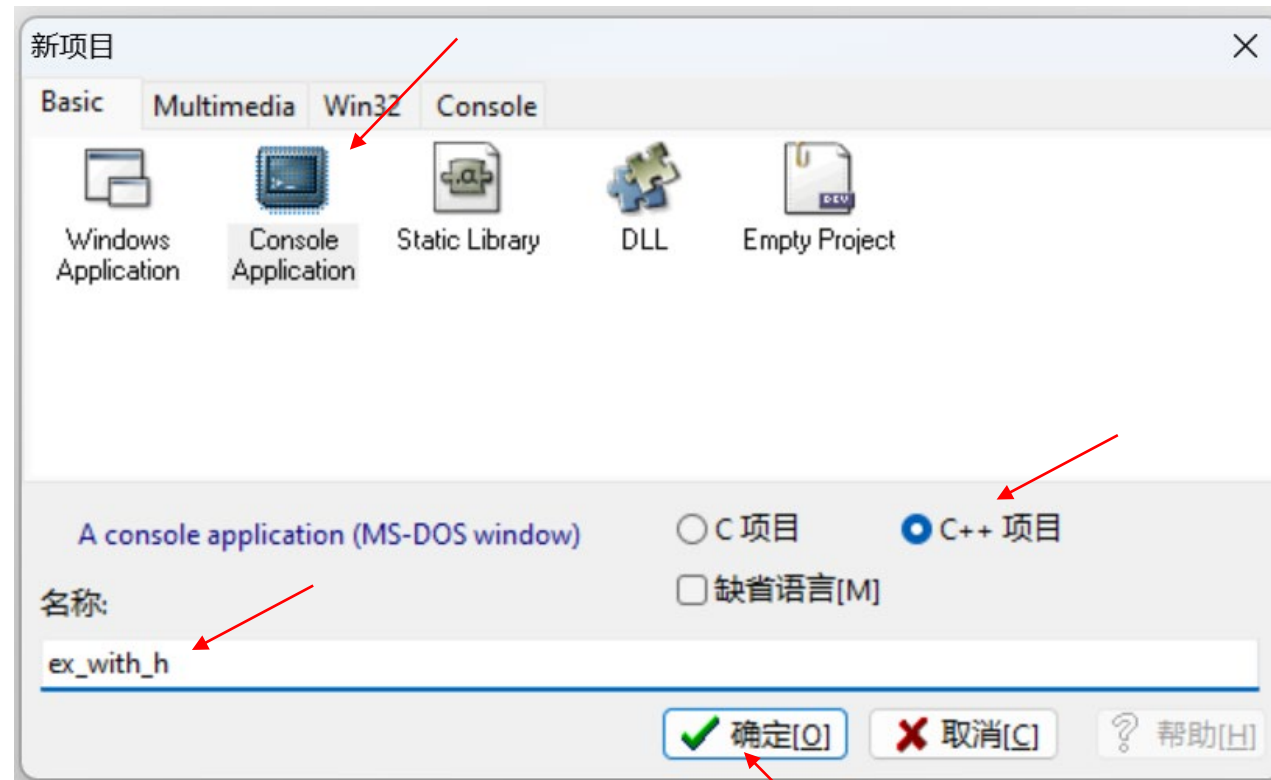 新项目
Basic Multimedia Win32 Console
Windows Application
Console Application
Static Library
DLL
Empty Project
A console application (MS-DOS window)
C 项目
C++ 项目
缺省语言[M]
名称:
ex_with_h
确定[O]
取消[C]
帮助[H]